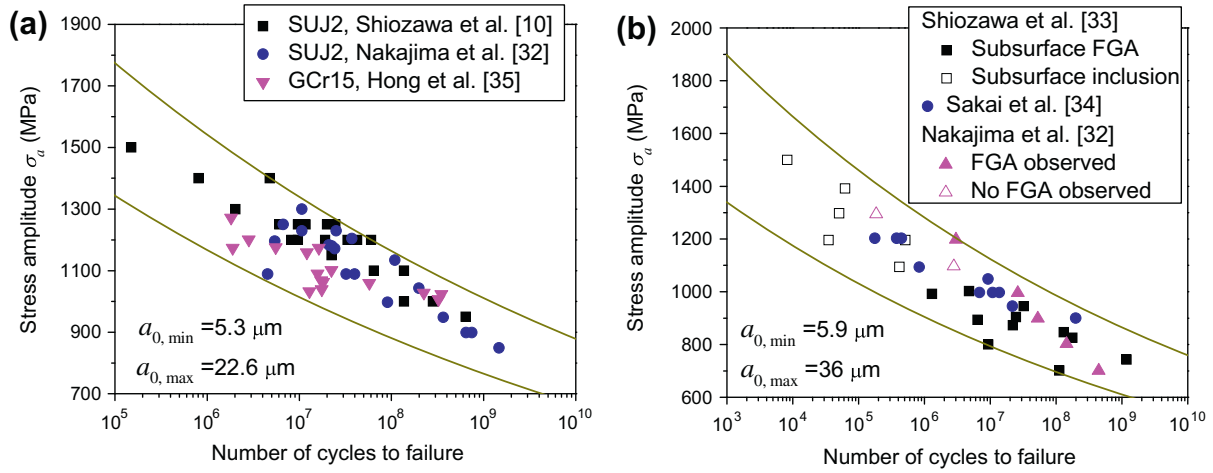 (a)
SUJ2, Shiozawa et al. [10]
SUJ2, Nakajima et al. [32]
GCr15, Hong et al. [35]
Stress amplitude σa (MPa)
1900
1700
1500
1300
1100
900
700
a0, min =5.3 μm
a0, max =22.6 μm
10^5 10^6 10^7 10^8 10^9 10^10
Number of cycles to failure
(b)
Shiozawa et al. [33]
Subsurface FGA
Subsurface inclusion
Sakai et al. [34]
Nakajima et al. [32]
FGA observed
No FGA observed
Stress amplitude σa (MPa)
2000
1800
1600
1400
1200
1000
800
600
a0, min =5.9 μm
a0, max =36 μm
10^3 10^4 10^5 10^6 10^7 10^8 10^9 10^10
Number of cycles to failure